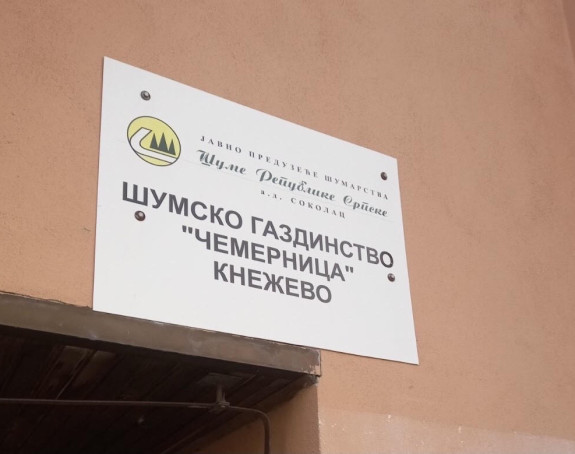 ЈАВНО ПРЕДУЗЕЋЕ ШУМАРСТВА
Шуме Републике Српске
а.д. СОКОЛАЦ
ШУМСКО ГАЗДИНСТВО
"ЧЕМЕРНИЦА"
КНЕЖЕВО